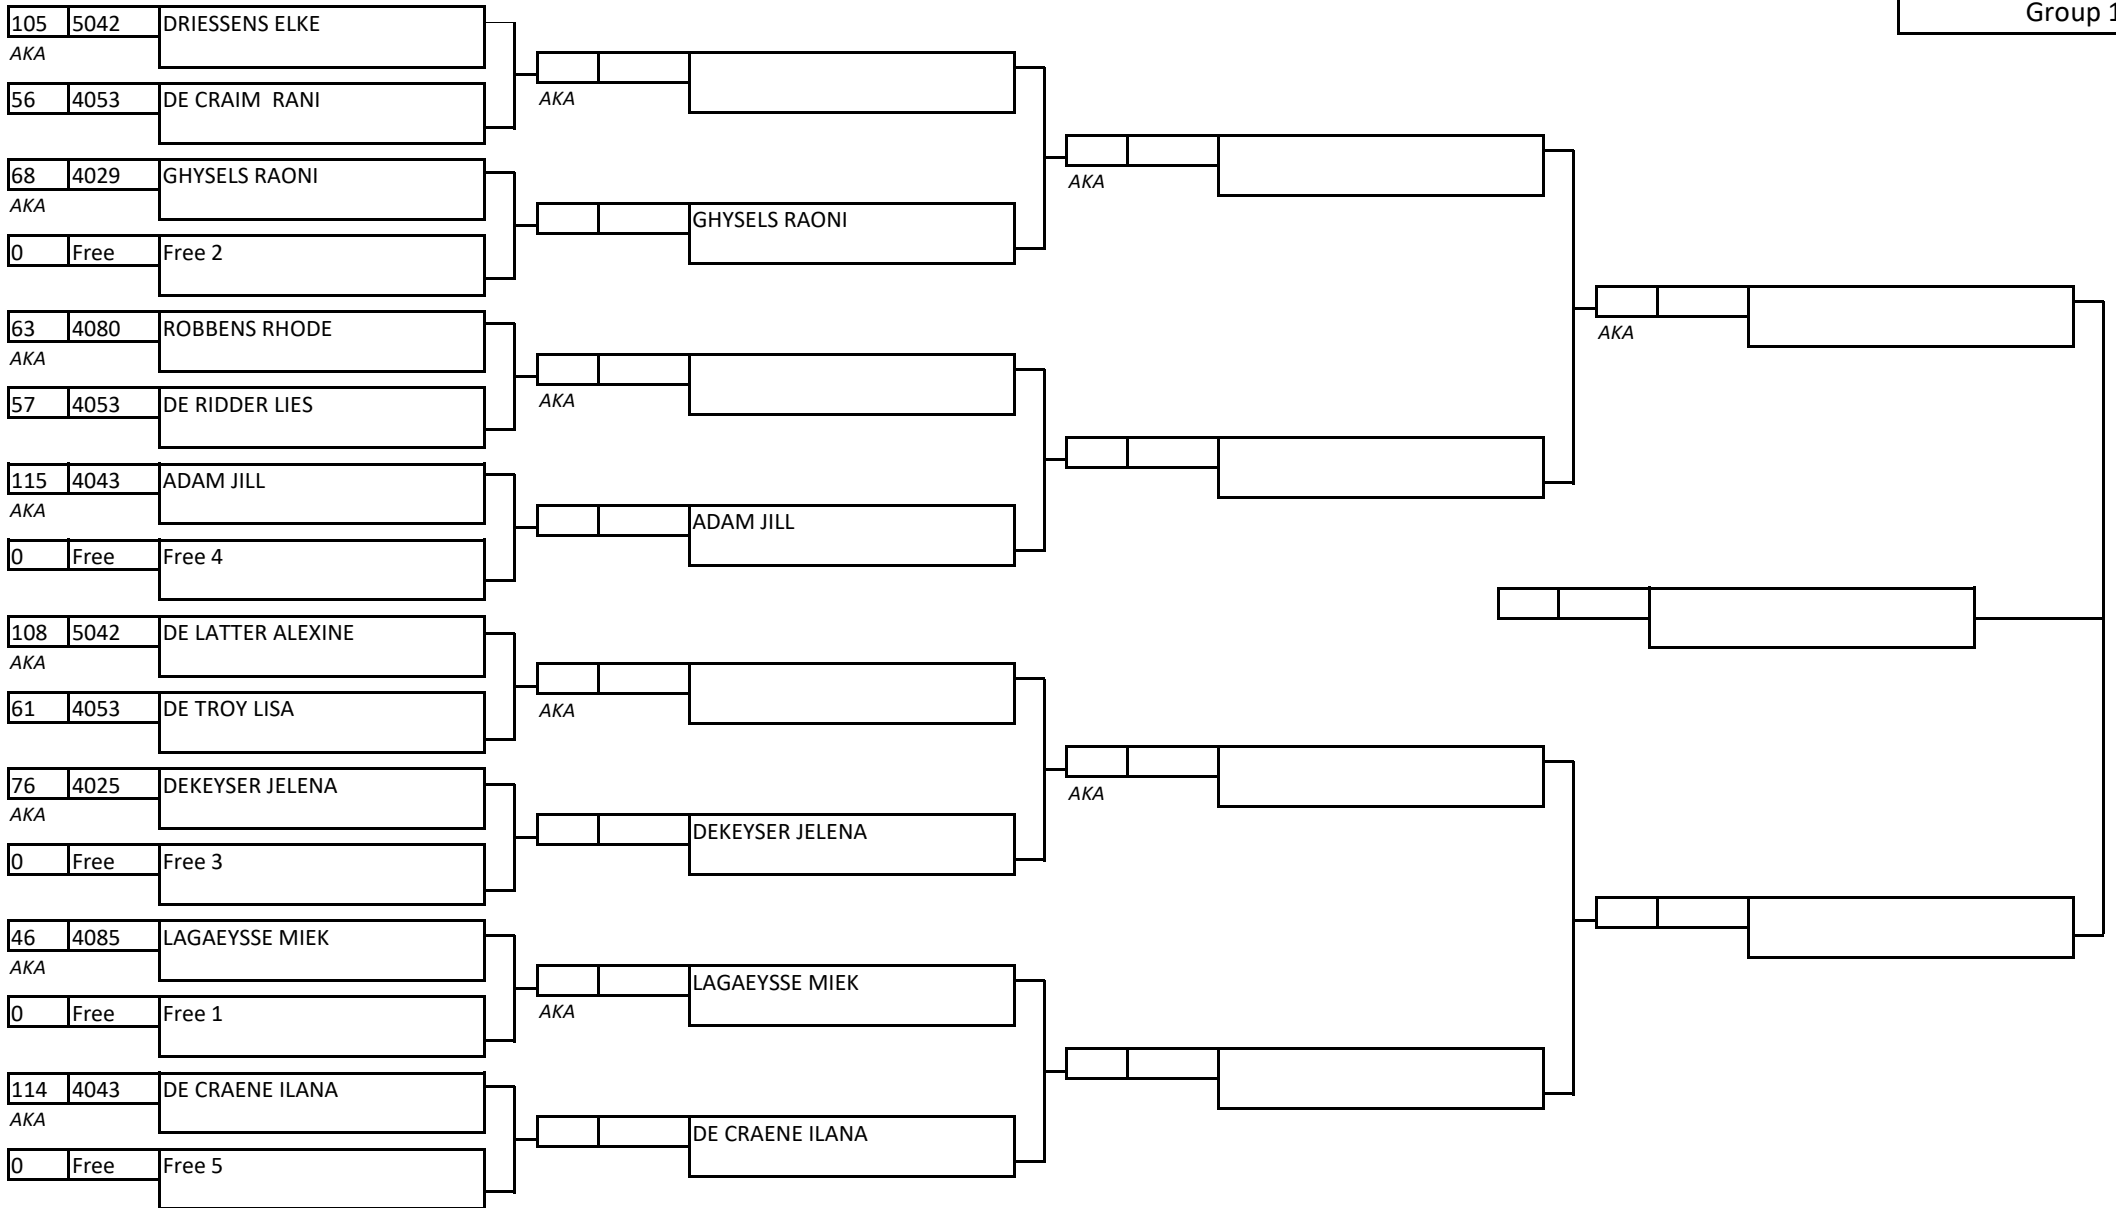 Group 1
105 5042 DRIESSENS ELKE
AKA
56 4053 DE CRAIM  RANI
AKA
68 4029 GHYSELS RAONI
AKA
GHYSELS RAONI
0 Free Free 2
63 4080 ROBBENS RHODE
AKA
57 4053 DE RIDDER LIES
AKA
115 4043 ADAM JILL
AKA
ADAM JILL
0 Free Free 4
108 5042 DE LATTER ALEXINE
AKA
61 4053 DE TROY LISA
AKA
76 4025 DEKEYSER JELENA
AKA
DEKEYSER JELENA
0 Free Free 3
46 4085 LAGAEYSSE MIEK
AKA
LAGAEYSSE MIEK
0 Free Free 1
AKA
114 4043 DE CRAENE ILANA
AKA
DE CRAENE ILANA
0 Free Free 5
AKA
AKA
AKA